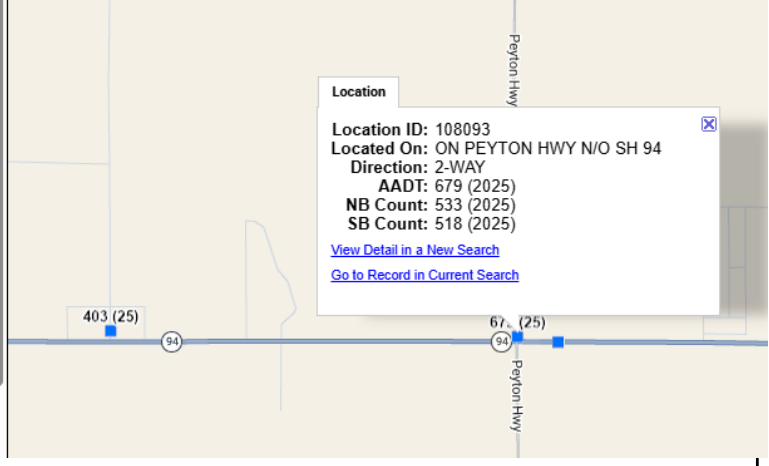 Peyton Hwy
Location
Location ID: 108093
Located On: ON PEYTON HWY N/O SH 94
Direction: 2-WAY
AADT: 679 (2025)
NB Count: 533 (2025)
SB Count: 518 (2025)
View Detail in a New Search
Go to Record in Current Search
403 (25)
(25)
94
94
Peyton Hwy